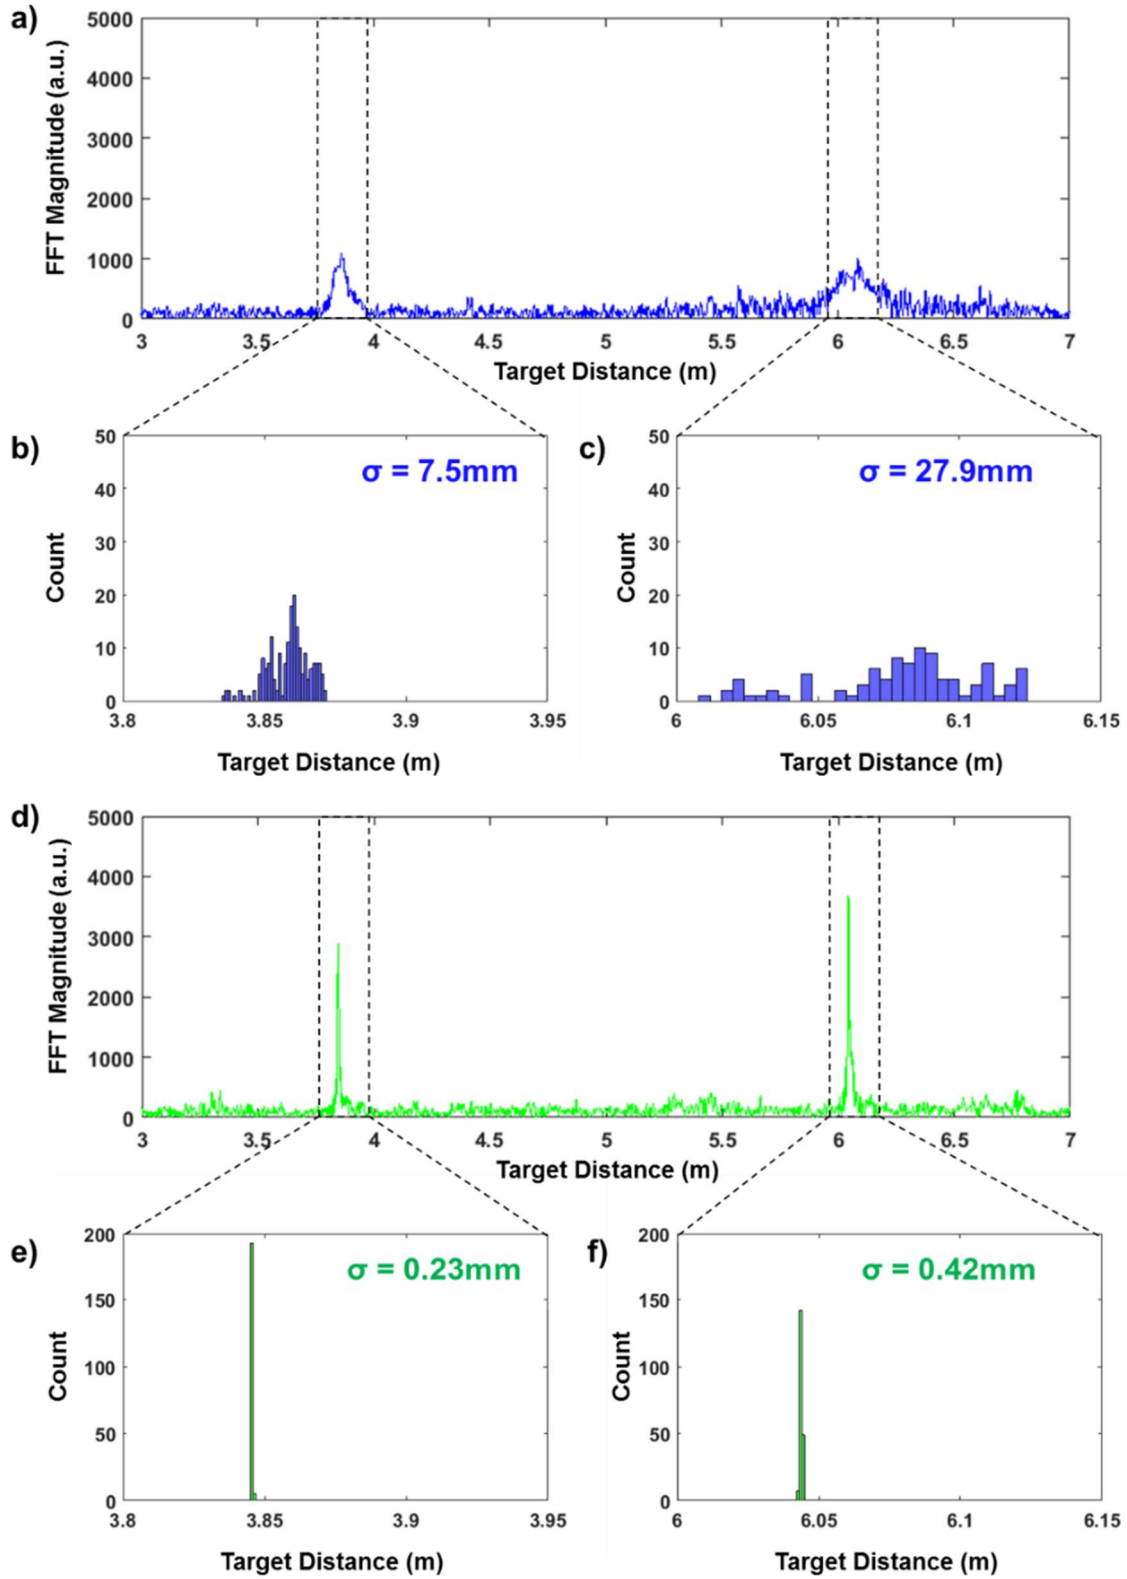 a)
5000
4000
3000
2000
1000
0
FFT Magnitude (a.u.)
3 3.5 4 4.5 5 5.5 6 6.5 7
Target Distance (m)
b)
50
40
30
20
10
0
Count
σ = 7.5mm
3.8 3.85 3.9 3.95
Target Distance (m)
c)
50
40
30
20
10
0
Count
σ = 27.9mm
6 6.05 6.1 6.15
Target Distance (m)
d)
5000
4000
3000
2000
1000
0
FFT Magnitude (a.u.)
3 3.5 4 4.5 5 5.5 6 6.5 7
Target Distance (m)
e)
200
150
100
50
0
Count
σ = 0.23mm
3.8 3.85 3.9 3.95
Target Distance (m)
f)
200
150
100
50
0
Count
σ = 0.42mm
6 6.05 6.1 6.15
Target Distance (m)